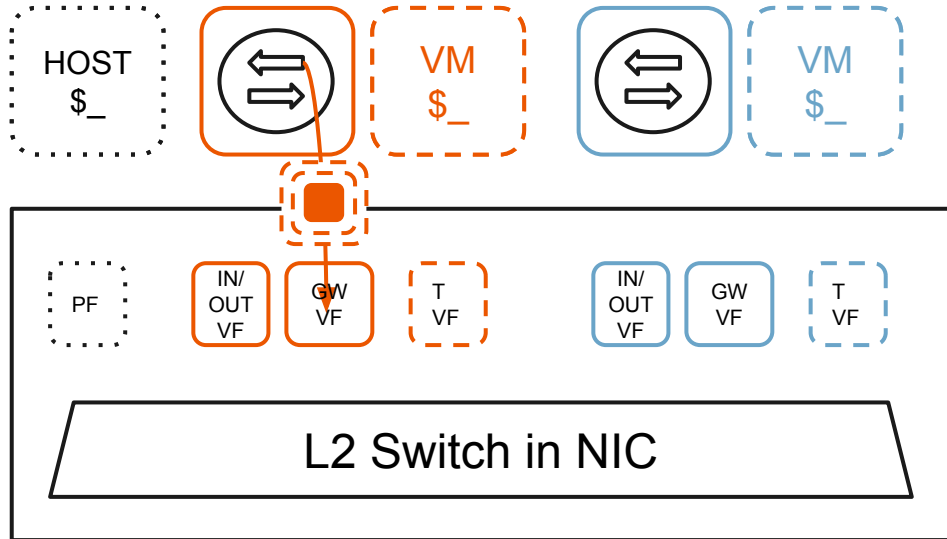 HOST
$_
VM
$_
VM
$_
PF
IN/
OUT
VF
GW
VF
T
VF
IN/
OUT
VF
GW
VF
T
VF
L2 Switch in NIC